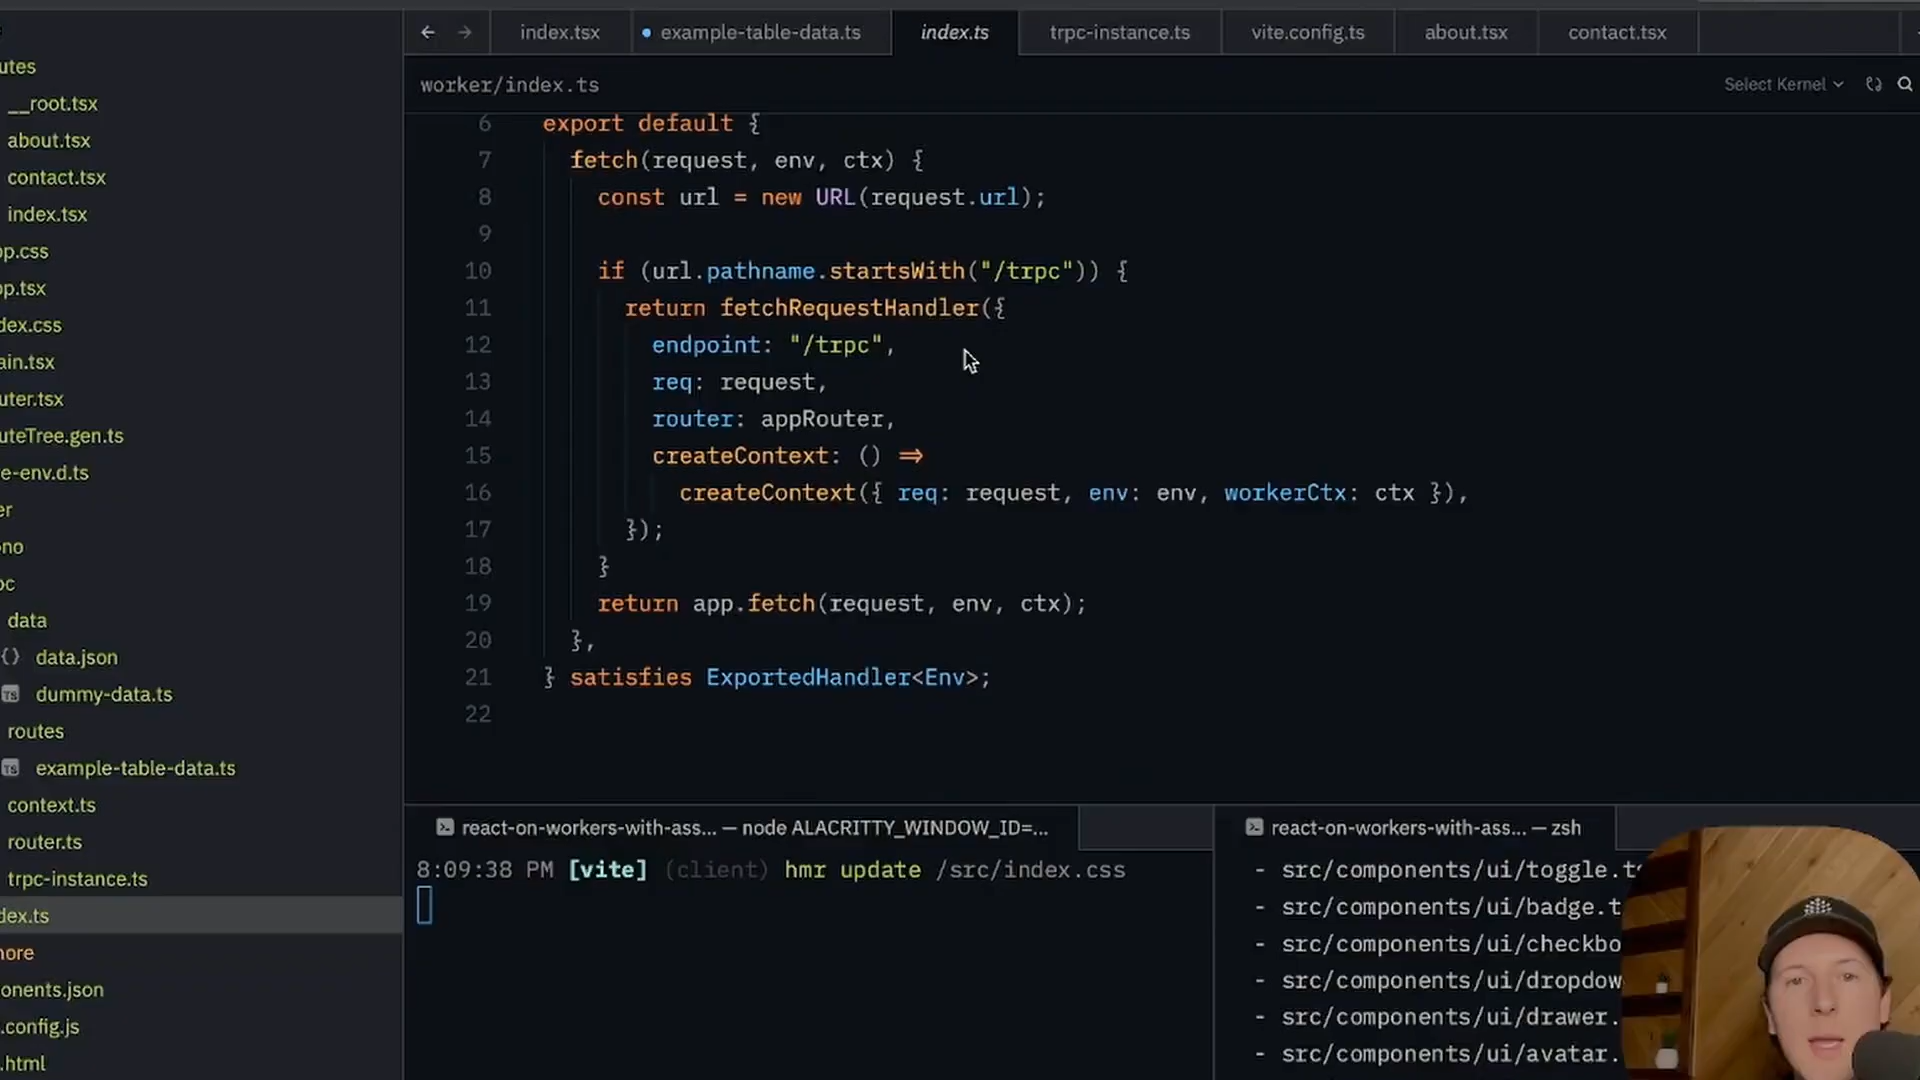 index.tsx
example-table-data.ts
index.ts
trpc-instance.ts
vite.config.ts
about.tsx
contact.tsx
worker/index.ts
Select Kernel
utes
__root.tsx
about.tsx
contact.tsx
index.tsx
pp.css
pp.tsx
dex.css
ain.tsx
uter.tsx
uteTree.gen.ts
e-env.d.ts
er
ono
oc
data
{} data.json
TS dummy-data.ts
routes
TS example-table-data.ts
context.ts
router.ts
trpc-instance.ts
dex.ts
nore
onents.json
.config.js
.html
6 export default {
7 fetch(request, env, ctx) {
8 const url = new URL(request.url);
9
10 if (url.pathname.startsWith("/trpc")) {
11 return fetchRequestHandler({
12 endpoint: "/trpc",
13 req: request,
14 router: appRouter,
15 createContext: () =>
16 createContext({ req: request, env: env, workerCtx: ctx }),
17 });
18 }
19 return app.fetch(request, env, ctx);
20 },
21 } satisfies ExportedHandler<Env>;
22
react-on-workers-with-ass... — node ALACRITTY_WINDOW_ID=...
8:09:38 PM [vite] (client) hmr update /src/index.css
react-on-workers-with-ass... — zsh
- src/components/ui/toggle.ts
- src/components/ui/badge.t
- src/components/ui/checkbo
- src/components/ui/dropdow
- src/components/ui/drawer.
- src/components/ui/avatar.